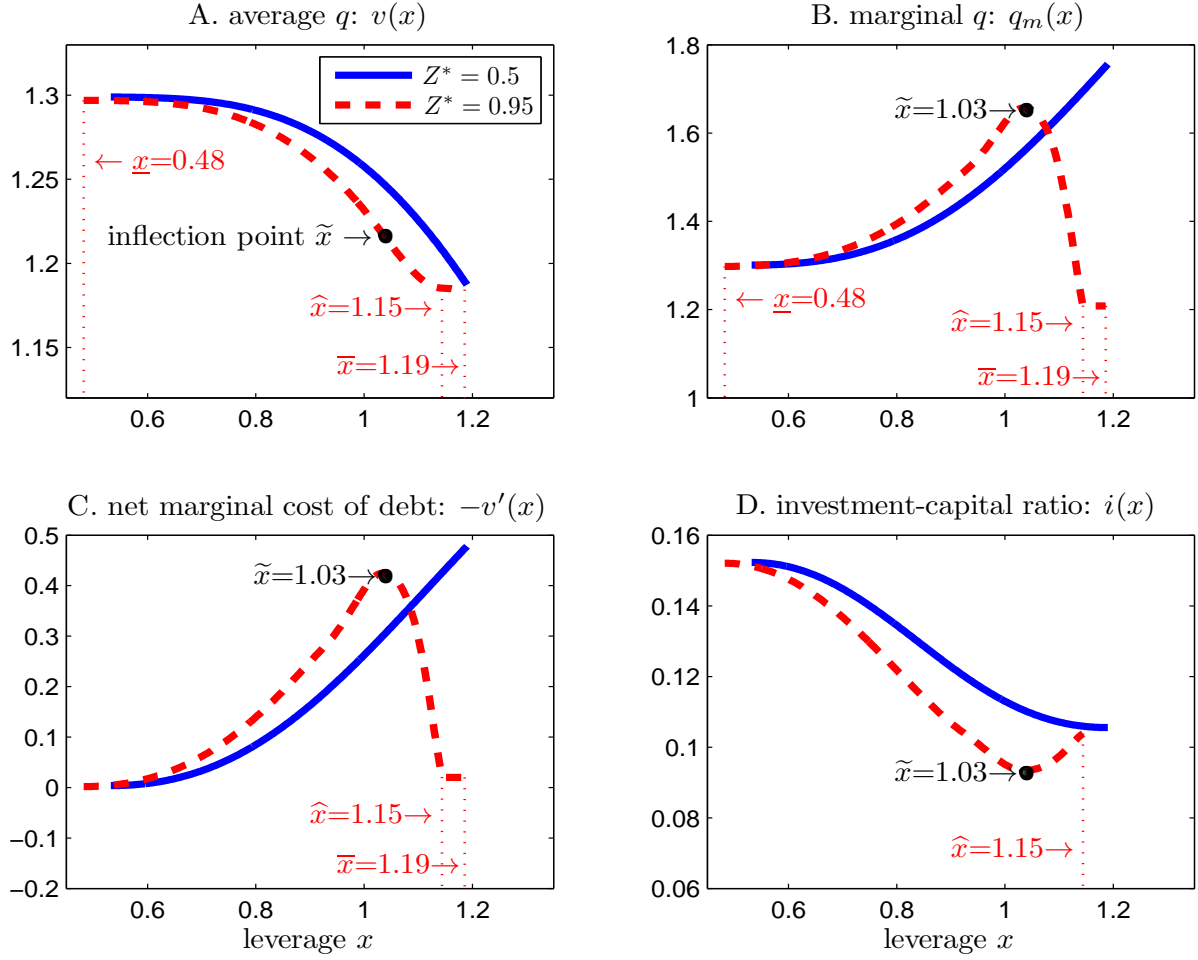 A. average q: v(x)
1.3
1.25
1.2
1.15
0.6 0.8 1 1.2
Z* = 0.5
Z* = 0.95
← x̲=0.48
inflection point x̃ →
x̂=1.15→
x̅=1.19→
B. marginal q: qₘ(x)
1.8
1.6
1.4
1.2
1
0.6 0.8 1 1.2
x̃=1.03→
← x̲=0.48
x̂=1.15→
x̅=1.19→
C. net marginal cost of debt: −v′(x)
0.5
0.4
0.3
0.2
0.1
0
−0.1
−0.2
0.6 0.8 1 1.2
leverage x
x̃=1.03→
x̂=1.15→
x̅=1.19→
D. investment-capital ratio: i(x)
0.16
0.14
0.12
0.1
0.08
0.06
0.6 0.8 1 1.2
leverage x
x̃=1.03→
x̂=1.15→